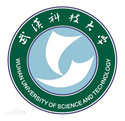 武汉科技大学
WUHAN UNIVERSITY OF SCIENCE AND TECHNOLOGY